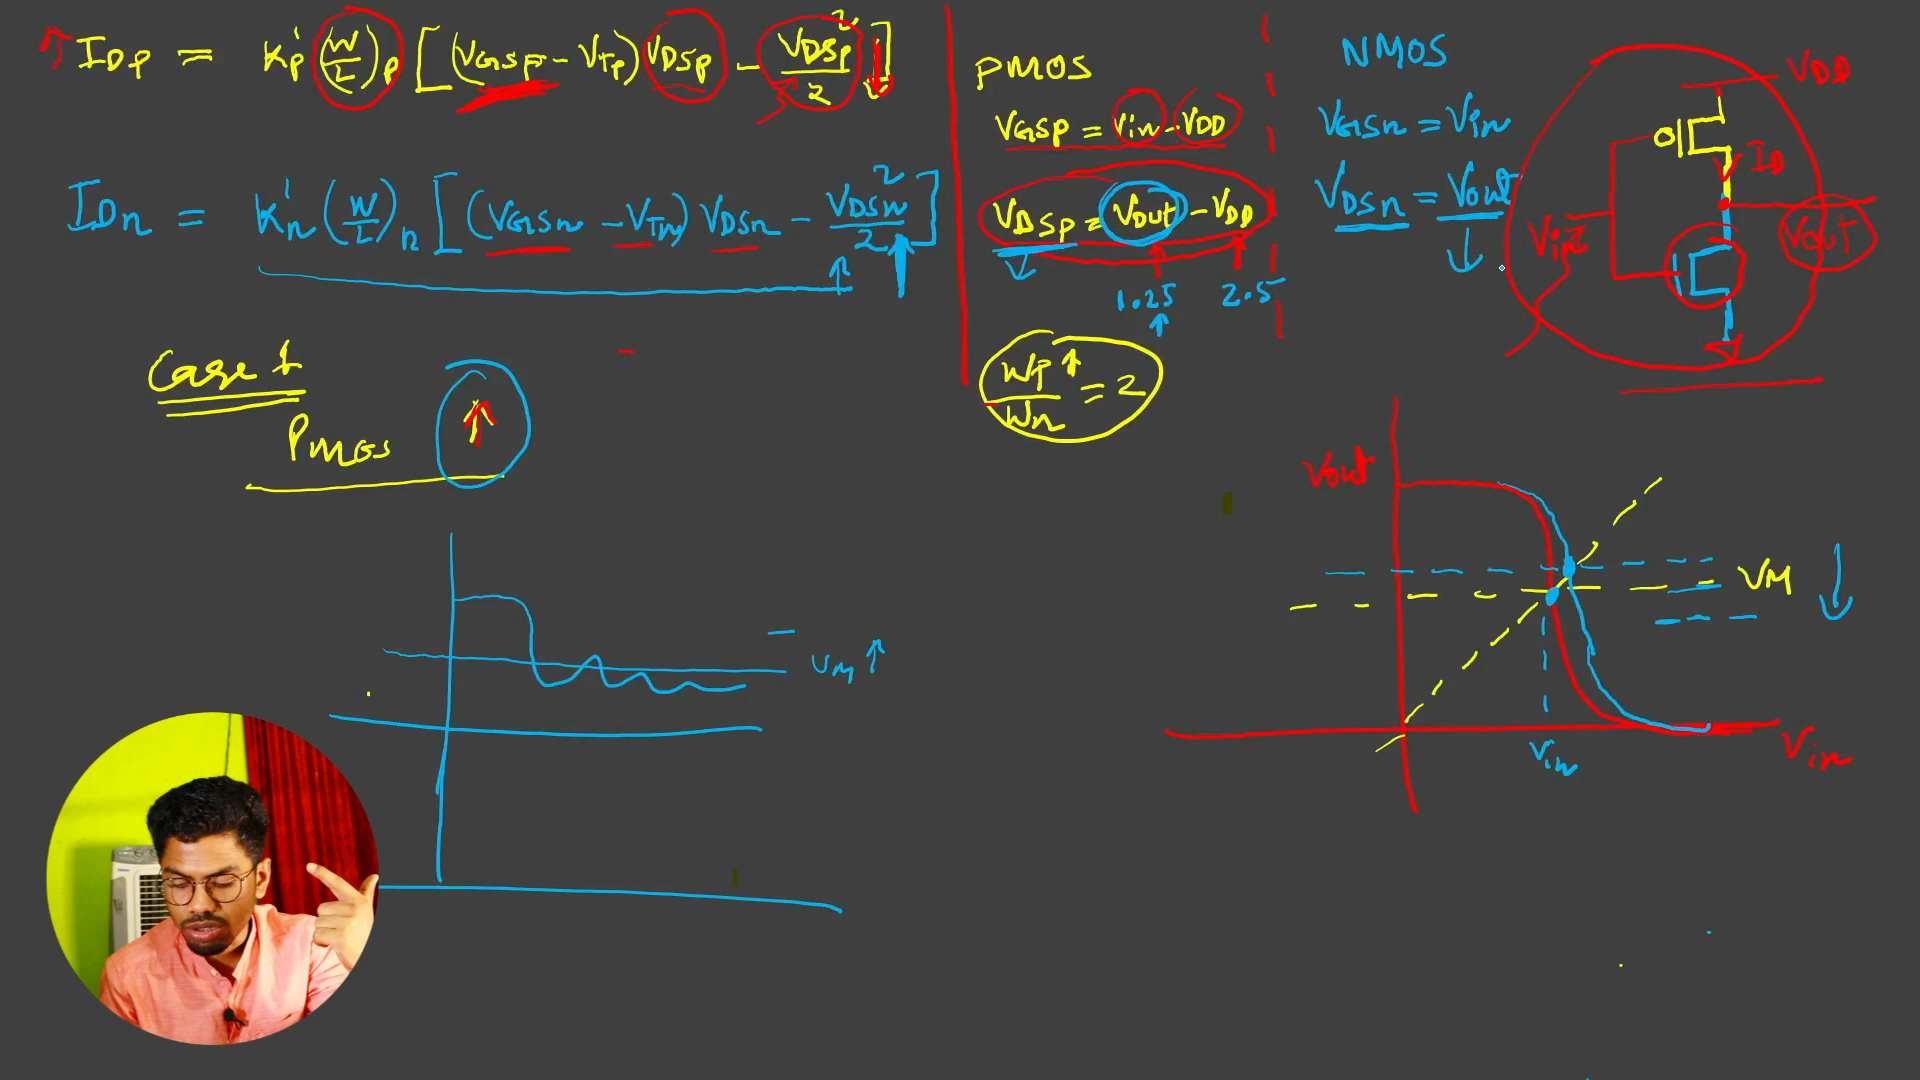 ↑ IDp = K'p (W/L)p [(VGSp - VTp) VDSp - VDSp²/2] ↓
IDn = K'n (W/L)n [(VGSn - VTn) VDSn - VDSn²/2] ↑
Case 1
PMOS ↑
PMOS
VGSp = Vin - VDD
VDSp = VOut - VDD
↓ 1.25 ↑ 2.5
Wp↑/Wn = 2
NMOS
VGSn = Vin
VDSn = Vout
↓
VDD
ID
Vin
Vout
VM ↑
Vout
VM ↓
Vin
Vin